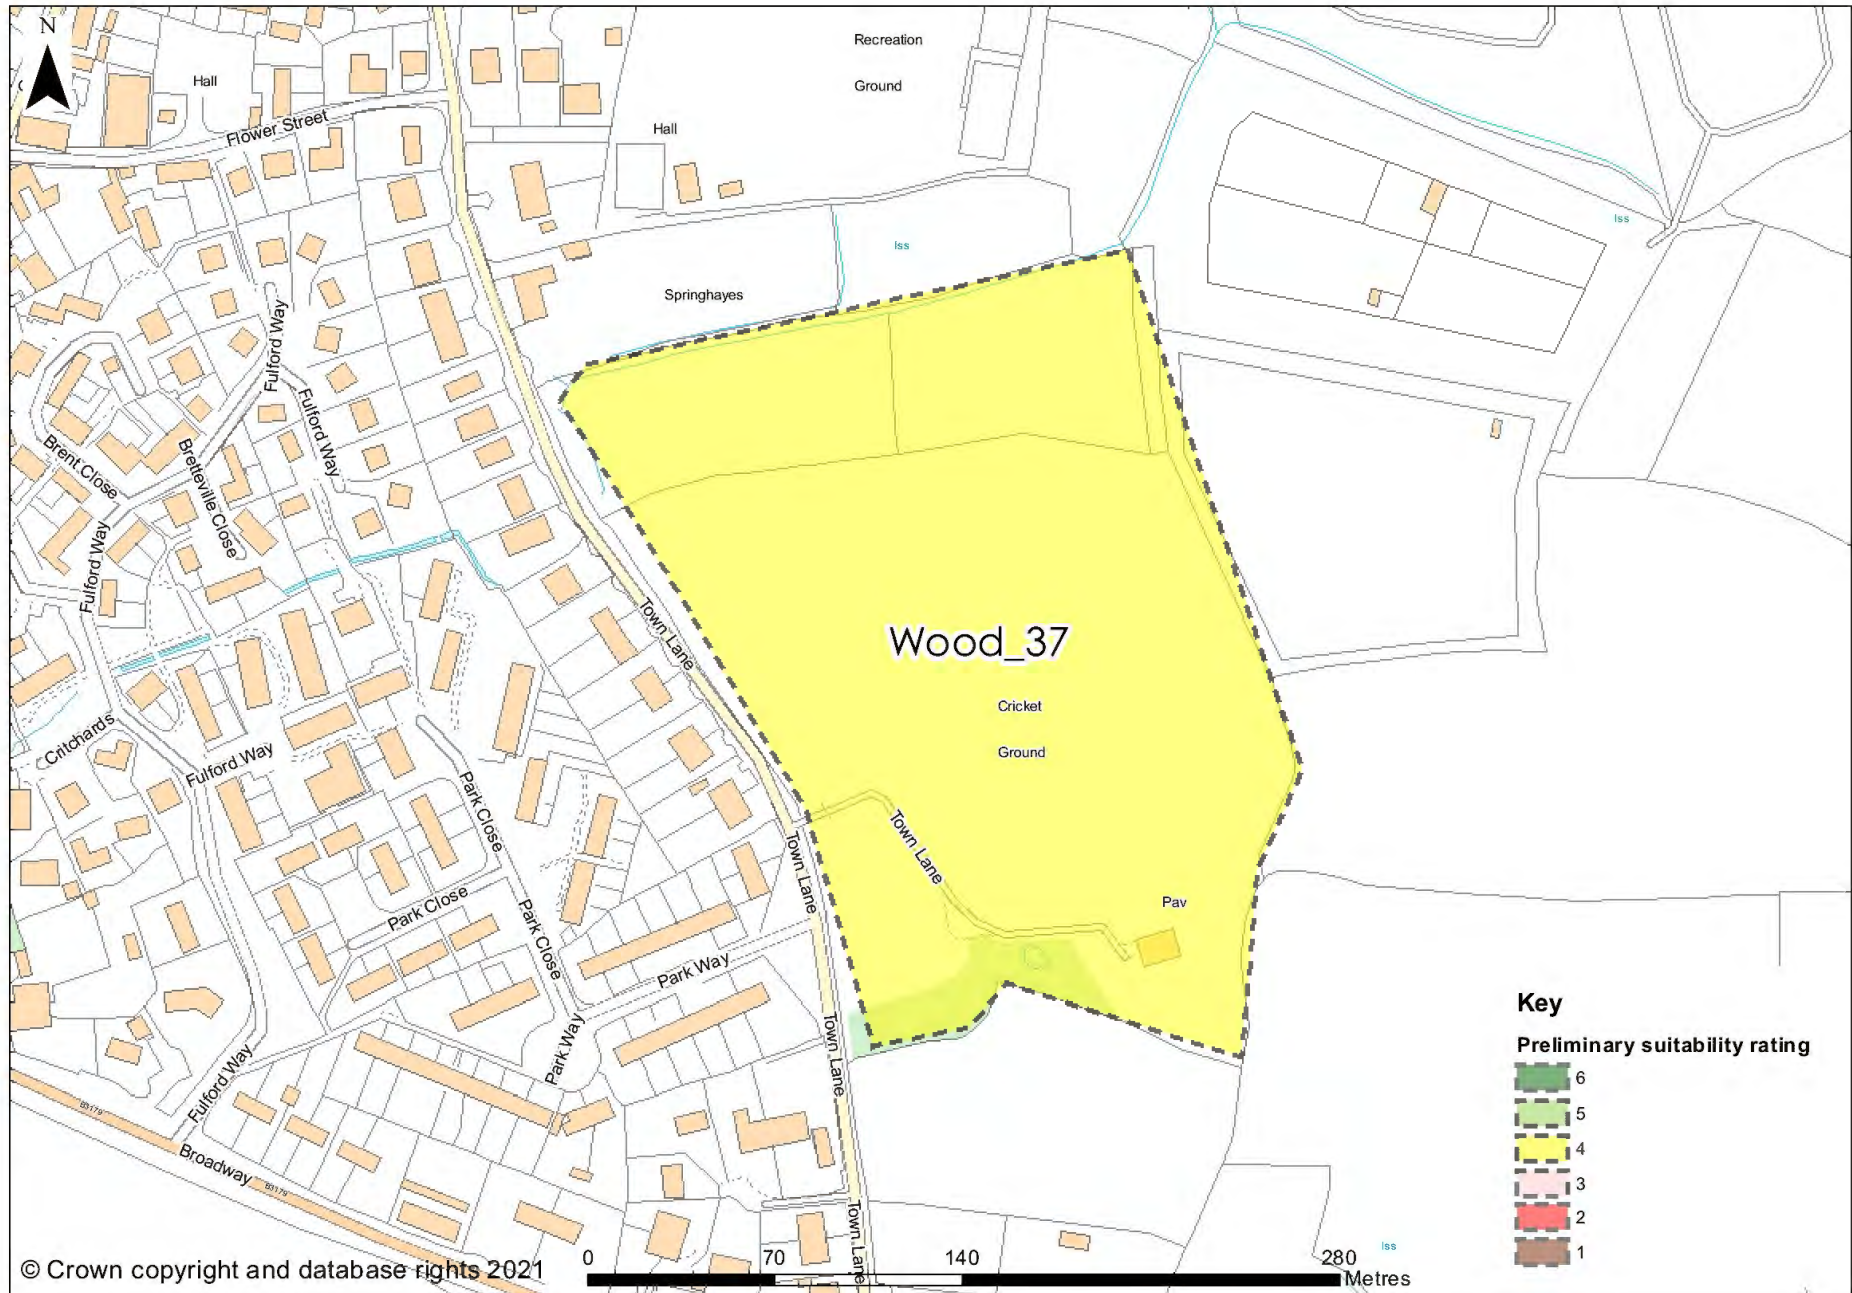 N
Recreation
Ground
Hall
Hall
Flower Street
Iss
Iss
Springhayes
Fulford Way
Fulford Way
Brent Close
Bretteville Close
Fulford Way
Town Lane
Wood_37
Cricket
Ground
Critchards
Fulford Way
Park Close
Town Lane
Town Lane
Park Close
Park Close
Pav
Park Way
Town Lane
Park Way
Fulford Way
B3179
Broadway
B3179
Town Lane
Iss
Key
Preliminary suitability rating
6
5
4
3
2
1
© Crown copyright and database rights 2021
0 70 140 280
Metres